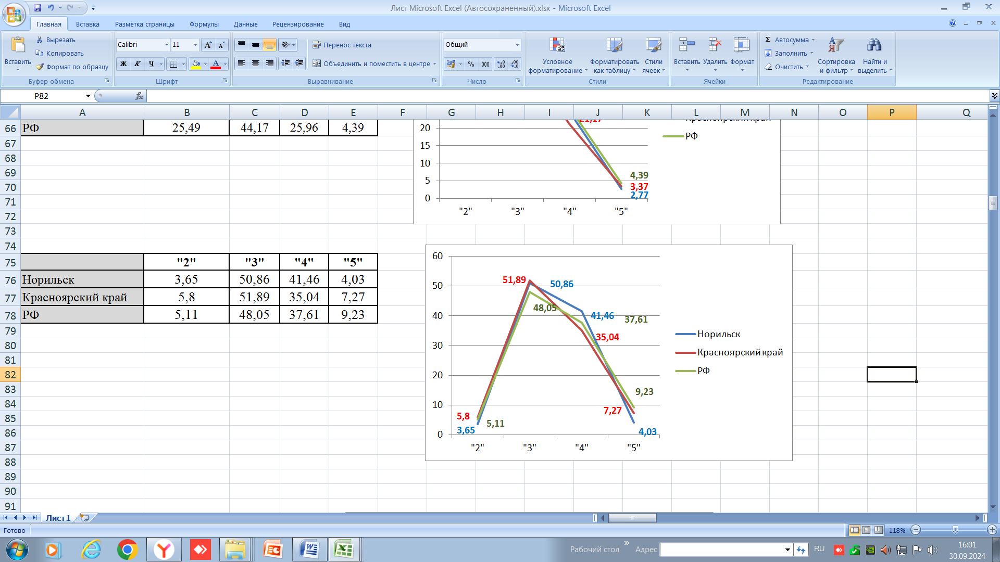 Лист Microsoft Excel (Автосохраненный).xlsx - Microsoft Excel
Главная Вставка Разметка страницы Формулы Данные Рецензирование Вид
Вставить
Вырезать
Копировать
Формат по образцу
Буфер обмена
Calibri 11
Ж К Ч
Шрифт
Перенос текста
Объединить и поместить в центре
Выравнивание
Общий
% 000
Число
Условное форматирование
Форматировать как таблицу
Стили ячеек
Стили
Вставить Удалить Формат
Ячейки
Σ Автосумма
Заполнить
Очистить
Сортировка и фильтр
Найти и выделить
Редактирование
P82 fx
A B C D E F G H I J K L M N O P Q
66 РФ 25,49 44,17 25,96 4,39
67
68
69
70
71
72
73
74
75 "2" "3" "4" "5"
76 Норильск 3,65 50,86 41,46 4,03
77 Красноярский край 5,8 51,89 35,04 7,27
78 РФ 5,11 48,05 37,61 9,23
79
80
81
82
83
84
85
86
87
88
89
90
91
21,17
Красноярский край
РФ
20
15
10
5
0
4,39
3,37
2,77
"2" "3" "4" "5"
60
50
40
30
20
10
0
51,89 50,86
48,05
41,46 37,61
35,04
9,23
7,27
5,8
5,11
3,65
4,03
"2" "3" "4" "5"
Норильск
Красноярский край
РФ
Лист1
Готово 118%
Рабочий стол » Адрес RU
16:01
30.09.2024